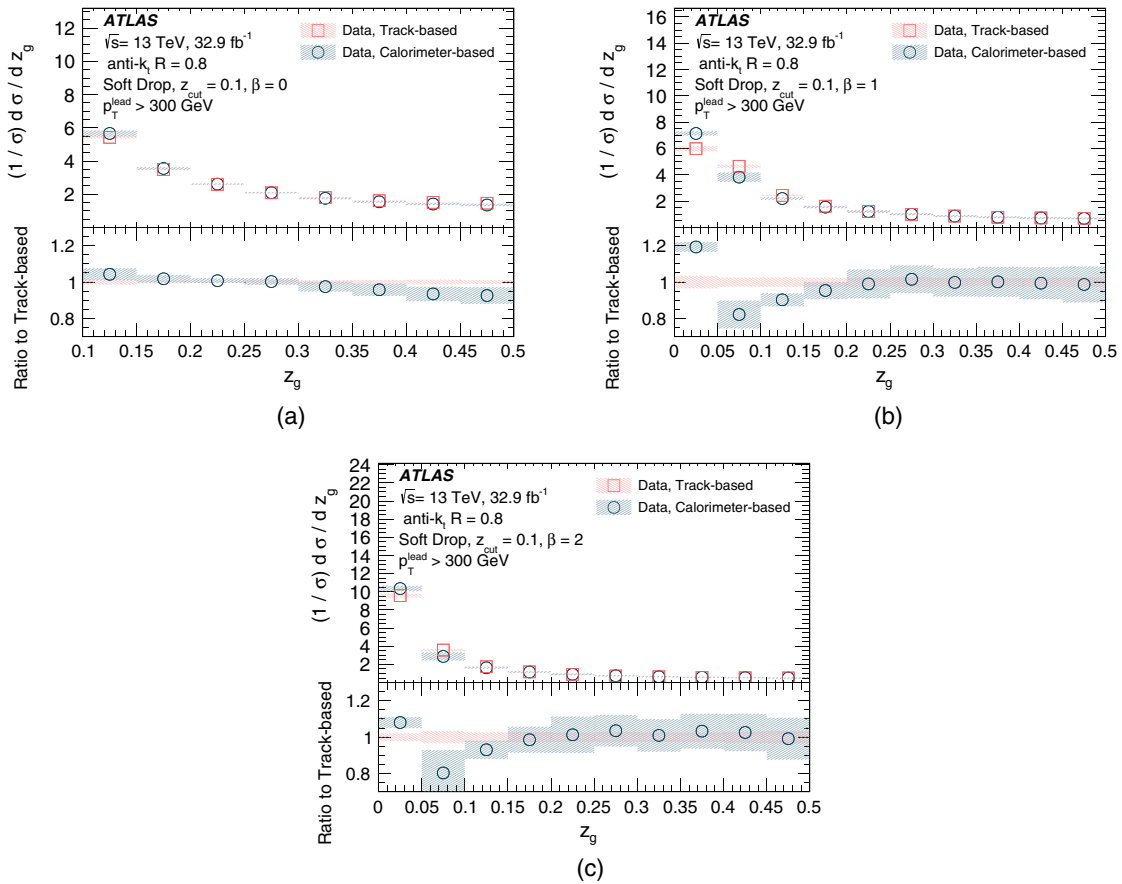 ATLAS
√s= 13 TeV, 32.9 fb⁻¹
anti-kₜ R = 0.8
Soft Drop, z_cut = 0.1, β = 0
p_T^lead > 300 GeV
Data, Track-based
Data, Calorimeter-based
(1 / σ) d σ / d z_g
12
10
8
6
4
2
Ratio to Track-based
1.2
1
0.8
0.1 0.15 0.2 0.25 0.3 0.35 0.4 0.45 0.5
z_g
(a)
ATLAS
√s= 13 TeV, 32.9 fb⁻¹
anti-kₜ R = 0.8
Soft Drop, z_cut = 0.1, β = 1
p_T^lead > 300 GeV
Data, Track-based
Data, Calorimeter-based
(1 / σ) d σ / d z_g
16
14
12
10
8
6
4
2
Ratio to Track-based
1.2
1
0.8
0 0.05 0.1 0.15 0.2 0.25 0.3 0.35 0.4 0.45 0.5
z_g
(b)
ATLAS
√s= 13 TeV, 32.9 fb⁻¹
anti-kₜ R = 0.8
Soft Drop, z_cut = 0.1, β = 2
p_T^lead > 300 GeV
Data, Track-based
Data, Calorimeter-based
(1 / σ) d σ / d z_g
24
22
20
18
16
14
12
10
8
6
4
2
Ratio to Track-based
1.2
1
0.8
0 0.05 0.1 0.15 0.2 0.25 0.3 0.35 0.4 0.45 0.5
z_g
(c)